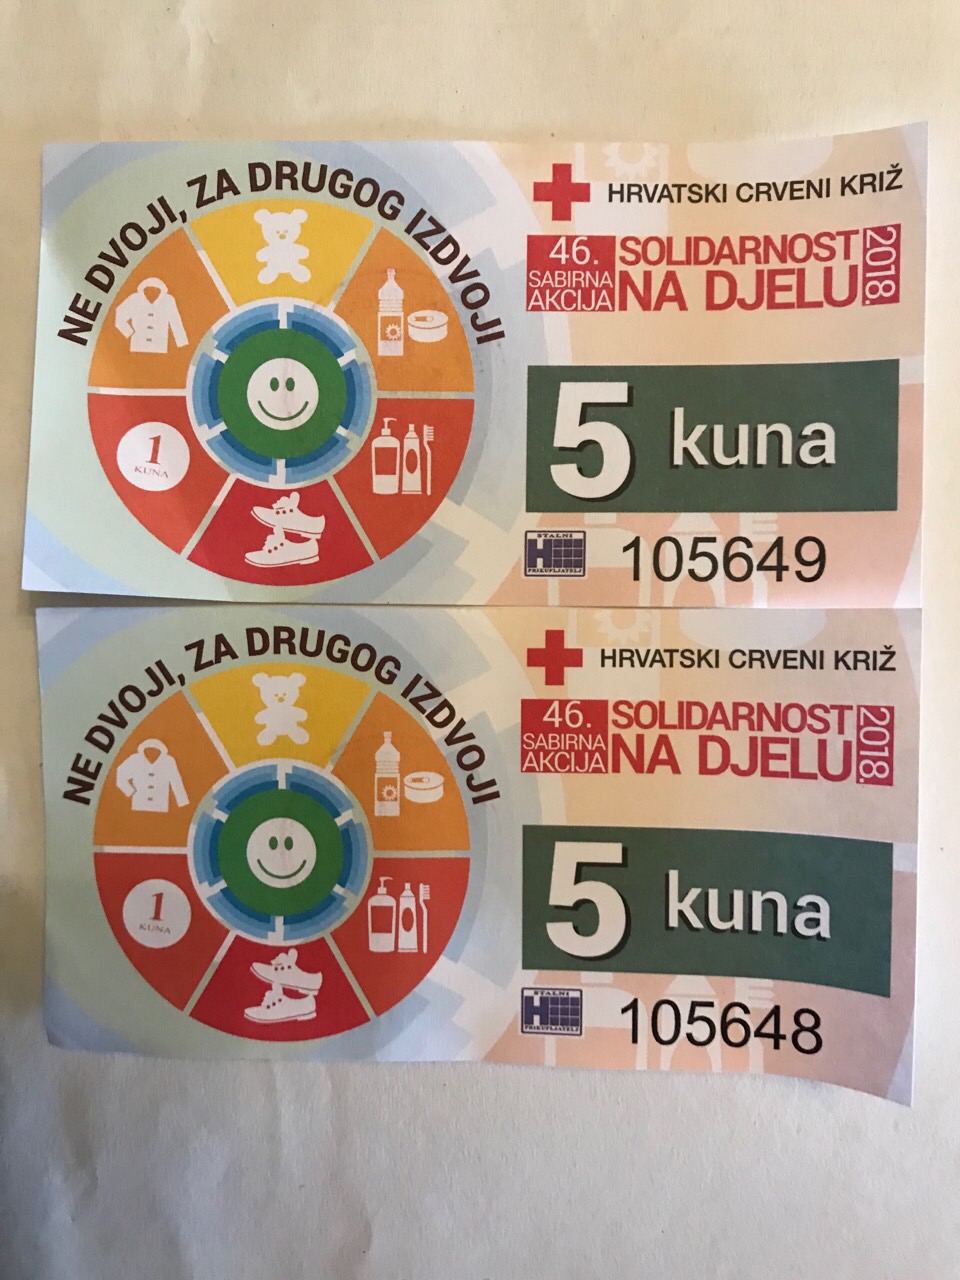 NE DVOJI, ZA DRUGOG IZDVOJI
1
KUNA
HRVATSKI CRVENI KRIŽ
46.
SABIRNA
AKCIJA
SOLIDARNOST
NA DJELU
2018.
5 kuna
STALNI
H
PRIKUPLJATELJ
105649
NE DVOJI, ZA DRUGOG IZDVOJI
1
KUNA
HRVATSKI CRVENI KRIŽ
46.
SABIRNA
AKCIJA
SOLIDARNOST
NA DJELU
2018.
5 kuna
STALNI
H
PRIKUPLJATELJ
105648